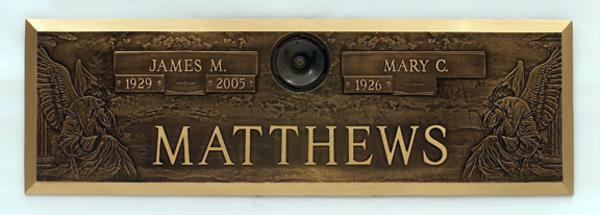 JAMES M.
1929 2005
MARY C.
1926
MATTHEWS